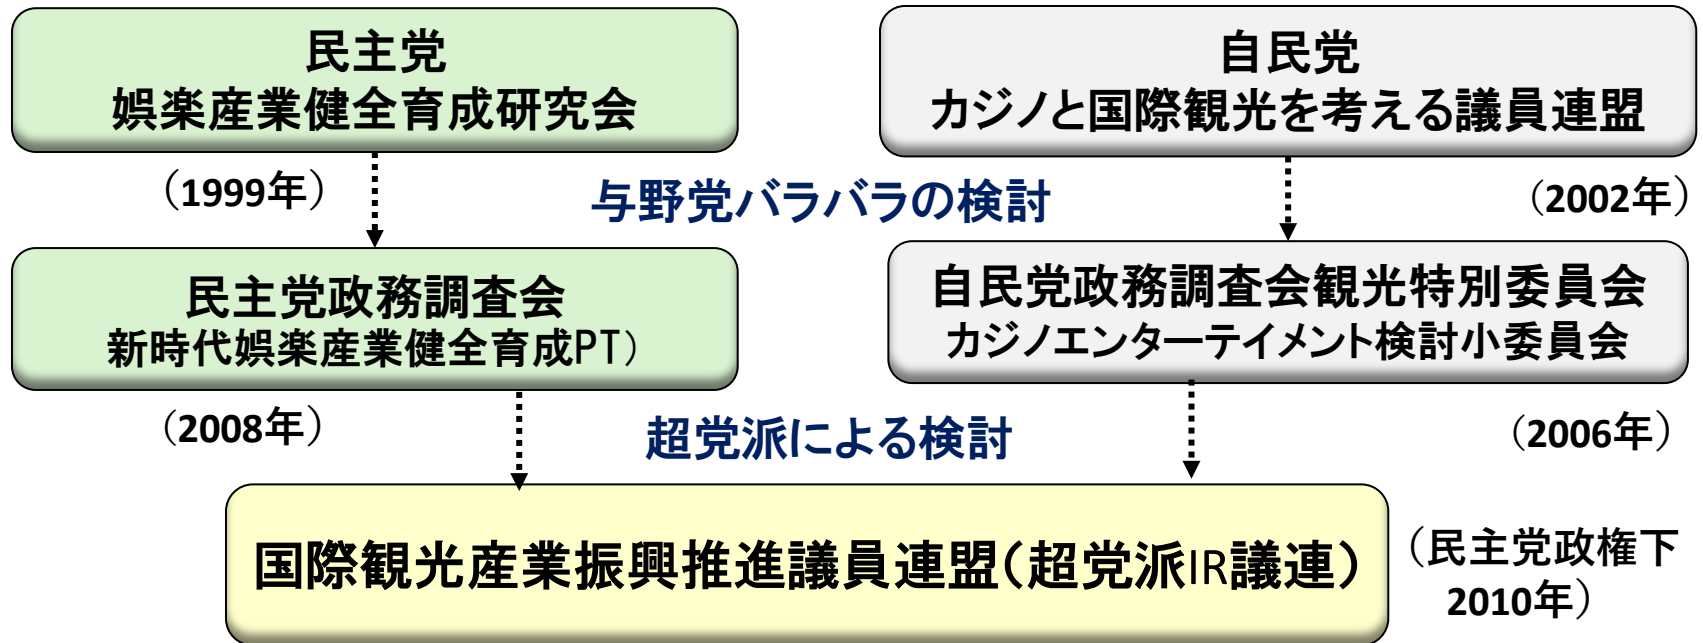 民主党
娯楽産業健全育成研究会
自民党
カジノと国際観光を考える議員連盟
（1999年）
与野党バラバラの検討
（2002年）
民主党政務調査会
新時代娯楽産業健全育成PT）
自民党政務調査会観光特別委員会
カジノエンターテイメント検討小委員会
（2008年）
超党派による検討
（2006年）
国際観光産業振興推進議員連盟（超党派IR議連）
（民主党政権下
2010年）